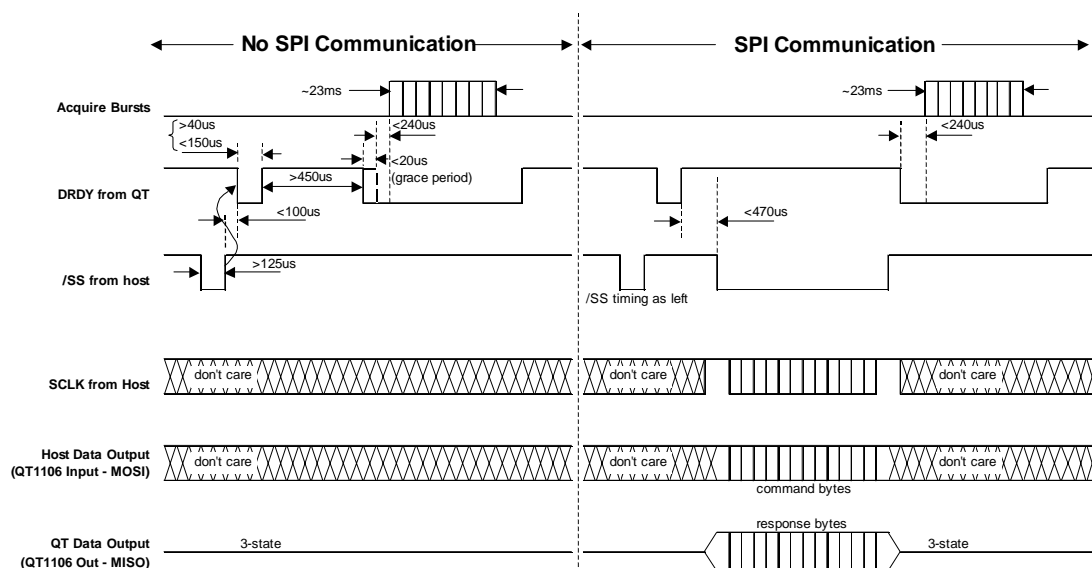 No SPI Communication
SPI Communication
~23ms
~23ms
Acquire Bursts
>40us
<150us
<240us
<240us
<20us
(grace period)
>450us
DRDY from QT
<100us
<470us
>125us
/SS from host
/SS timing as left
don't care
don't care
don't care
SCLK from Host
Host Data Output
(QT1106 Input - MOSI)
don't care
don't care
don't care
command bytes
response bytes
QT Data Output
(QT1106 Out - MISO)
3-state
3-state